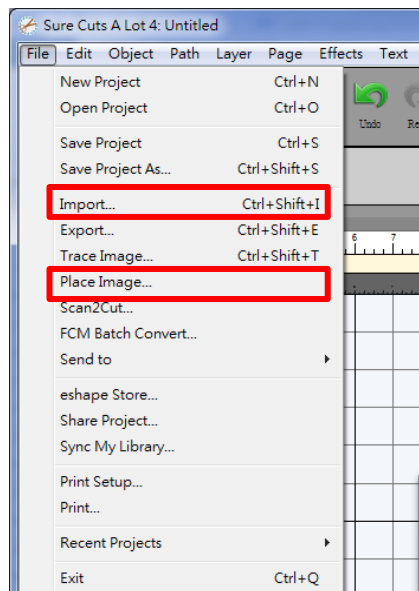 Sure Cuts A Lot 4: Untitled
File Edit Object Path Layer Page Effects Text
New Project Ctrl+N
Open Project Ctrl+O
Undo
Save Project Ctrl+S
Save Project As... Ctrl+Shift+S
Import... Ctrl+Shift+I
Export... Ctrl+Shift+E
6 7
Trace Image... Ctrl+Shift+T
Place Image...
Scan2Cut...
FCM Batch Convert...
Send to
eshape Store...
Share Project...
Sync My Library...
Print Setup...
Print...
Recent Projects
Exit Ctrl+Q